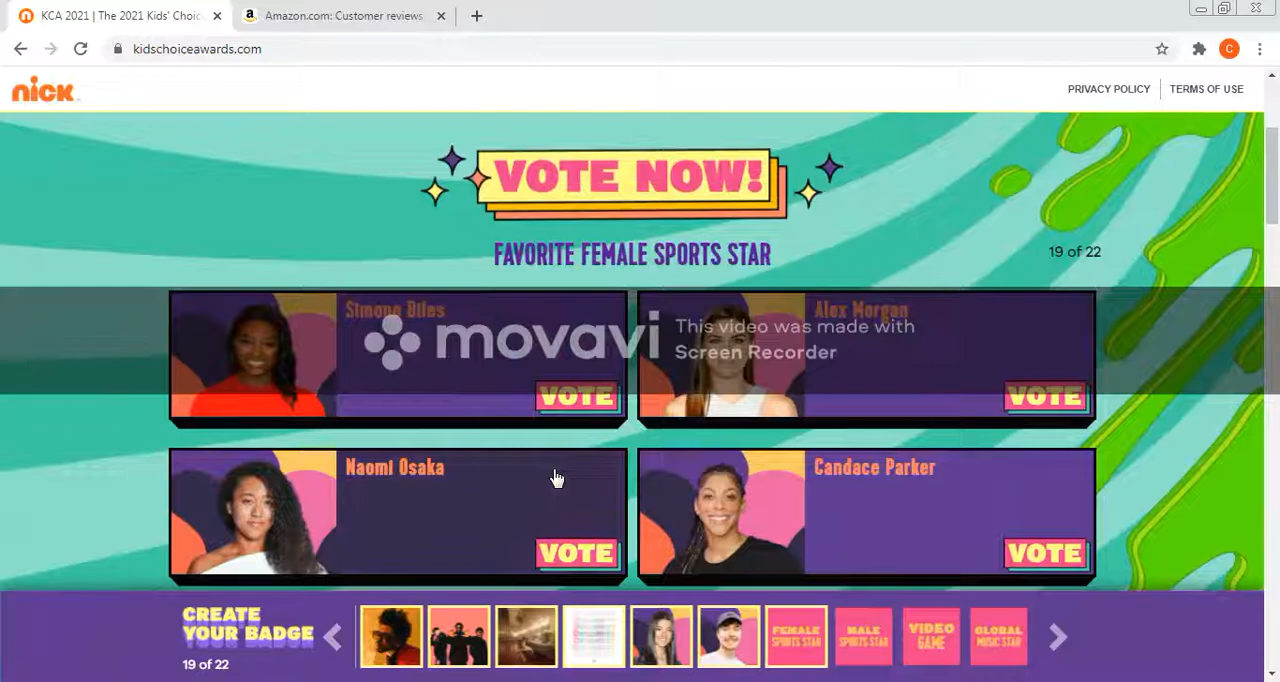 KCA 2021 | The 2021 Kids' Choic
Amazon.com: Customer reviews
kidschoiceawards.com
C
nick
PRIVACY POLICY
TERMS OF USE
VOTE NOW!
FAVORITE FEMALE SPORTS STAR
19 of 22
Simone Biles
Alex Morgan
movavi
This video was made with
Screen Recorder
VOTE
VOTE
Naomi Osaka
Candace Parker
VOTE
VOTE
CREATE
YOUR BADGE
19 of 22
FEMALE
SPORTS STAR
MALE
SPORTS STAR
VIDEO
GAME
GLOBAL
MUSIC STAR